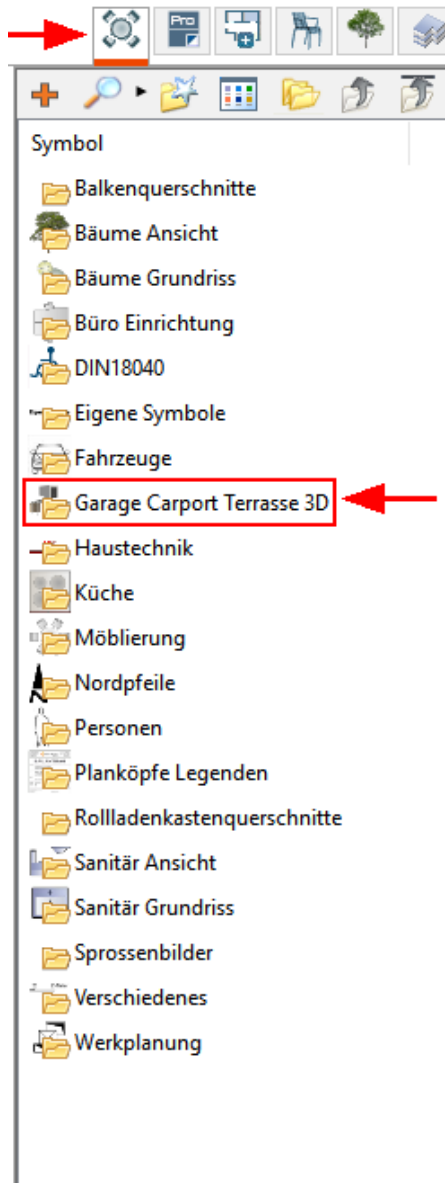 Pro
Symbol
Balkenquerschnitte
Bäume Ansicht
Bäume Grundriss
Büro Einrichtung
DIN18040
Eigene Symbole
Fahrzeuge
Garage Carport Terrasse 3D
Haustechnik
Küche
Möblierung
Nordpfeile
Personen
Planköpfe Legenden
Rollladenkastenquerschnitte
Sanitär Ansicht
Sanitär Grundriss
Sprossenbilder
Verschiedenes
Werkplanung